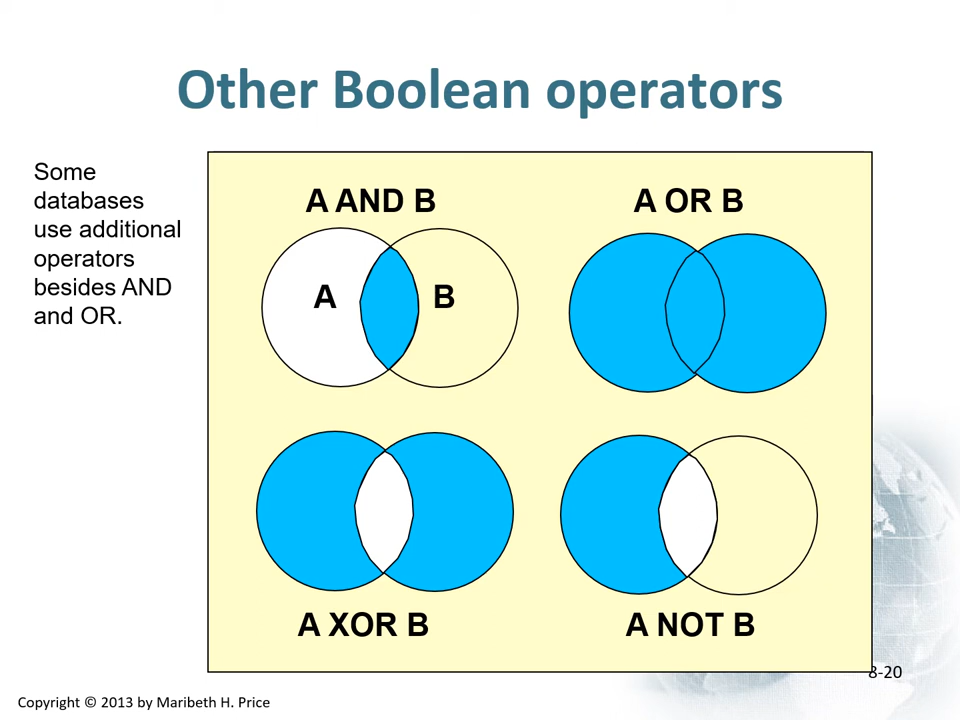 Other Boolean operators
Some
databases
use additional
operators
besides AND
and OR.
A AND B
A OR B
A
B
A XOR B
A NOT B
8-20
Copyright © 2013 by Maribeth H. Price